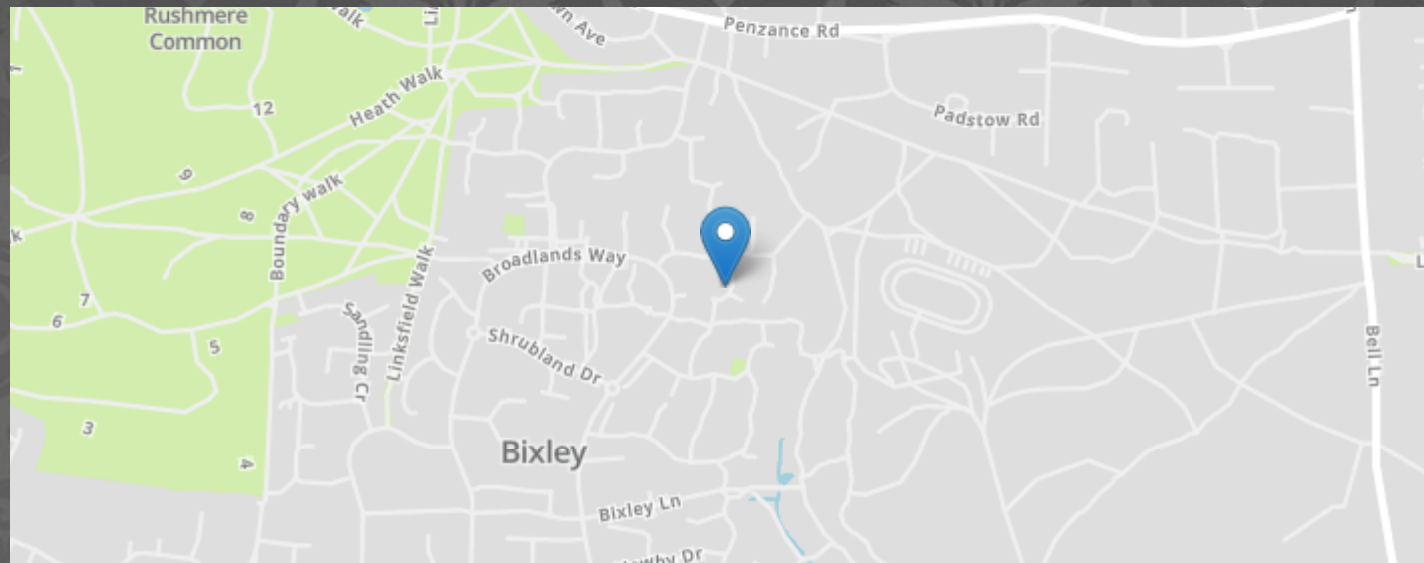 Rushmere
Common
Penzance Rd
12
Heath Walk
Padstow Rd
9
Boundary walk
8
Broadlands Way
Linksfield Walk
7
6
Sandling Cr
5
Shrubland Dr
Bell Ln
3
4
Bixley
Bixley Ln